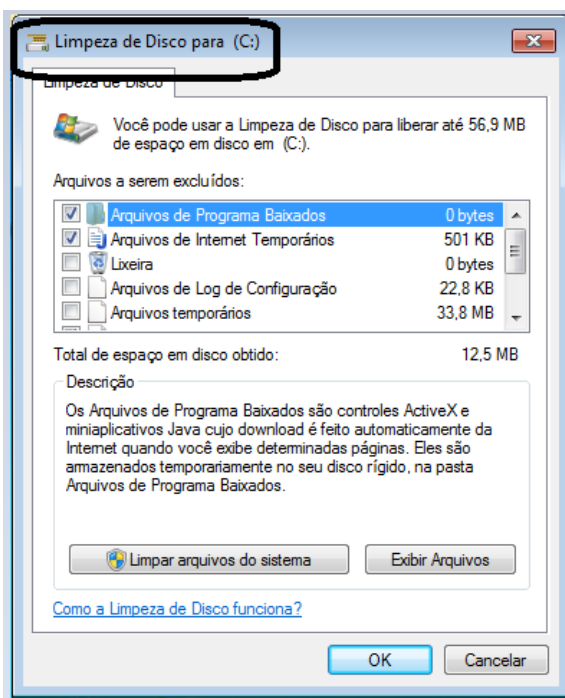 Limpeza de Disco para  (C:)
Limpeza de Disco
Você pode usar a Limpeza de Disco para liberar até 56,9 MB
de espaço em disco em  (C:).
Arquivos a serem excluídos:
Arquivos de Programa Baixados 0 bytes
Arquivos de Internet Temporários 501 KB
Lixeira 0 bytes
Arquivos de Log de Configuração 22,8 KB
Arquivos temporários 33,8 MB
Total de espaço em disco obtido: 12,5 MB
Descrição
Os Arquivos de Programa Baixados são controles ActiveX e
miniaplicativos Java cujo download é feito automaticamente da
Internet quando você exibe determinadas páginas. Eles são
armazenados temporariamente no seu disco rígido, na pasta
Arquivos de Programa Baixados.
Limpar arquivos do sistema Exibir Arquivos
Como a Limpeza de Disco funciona?
OK Cancelar